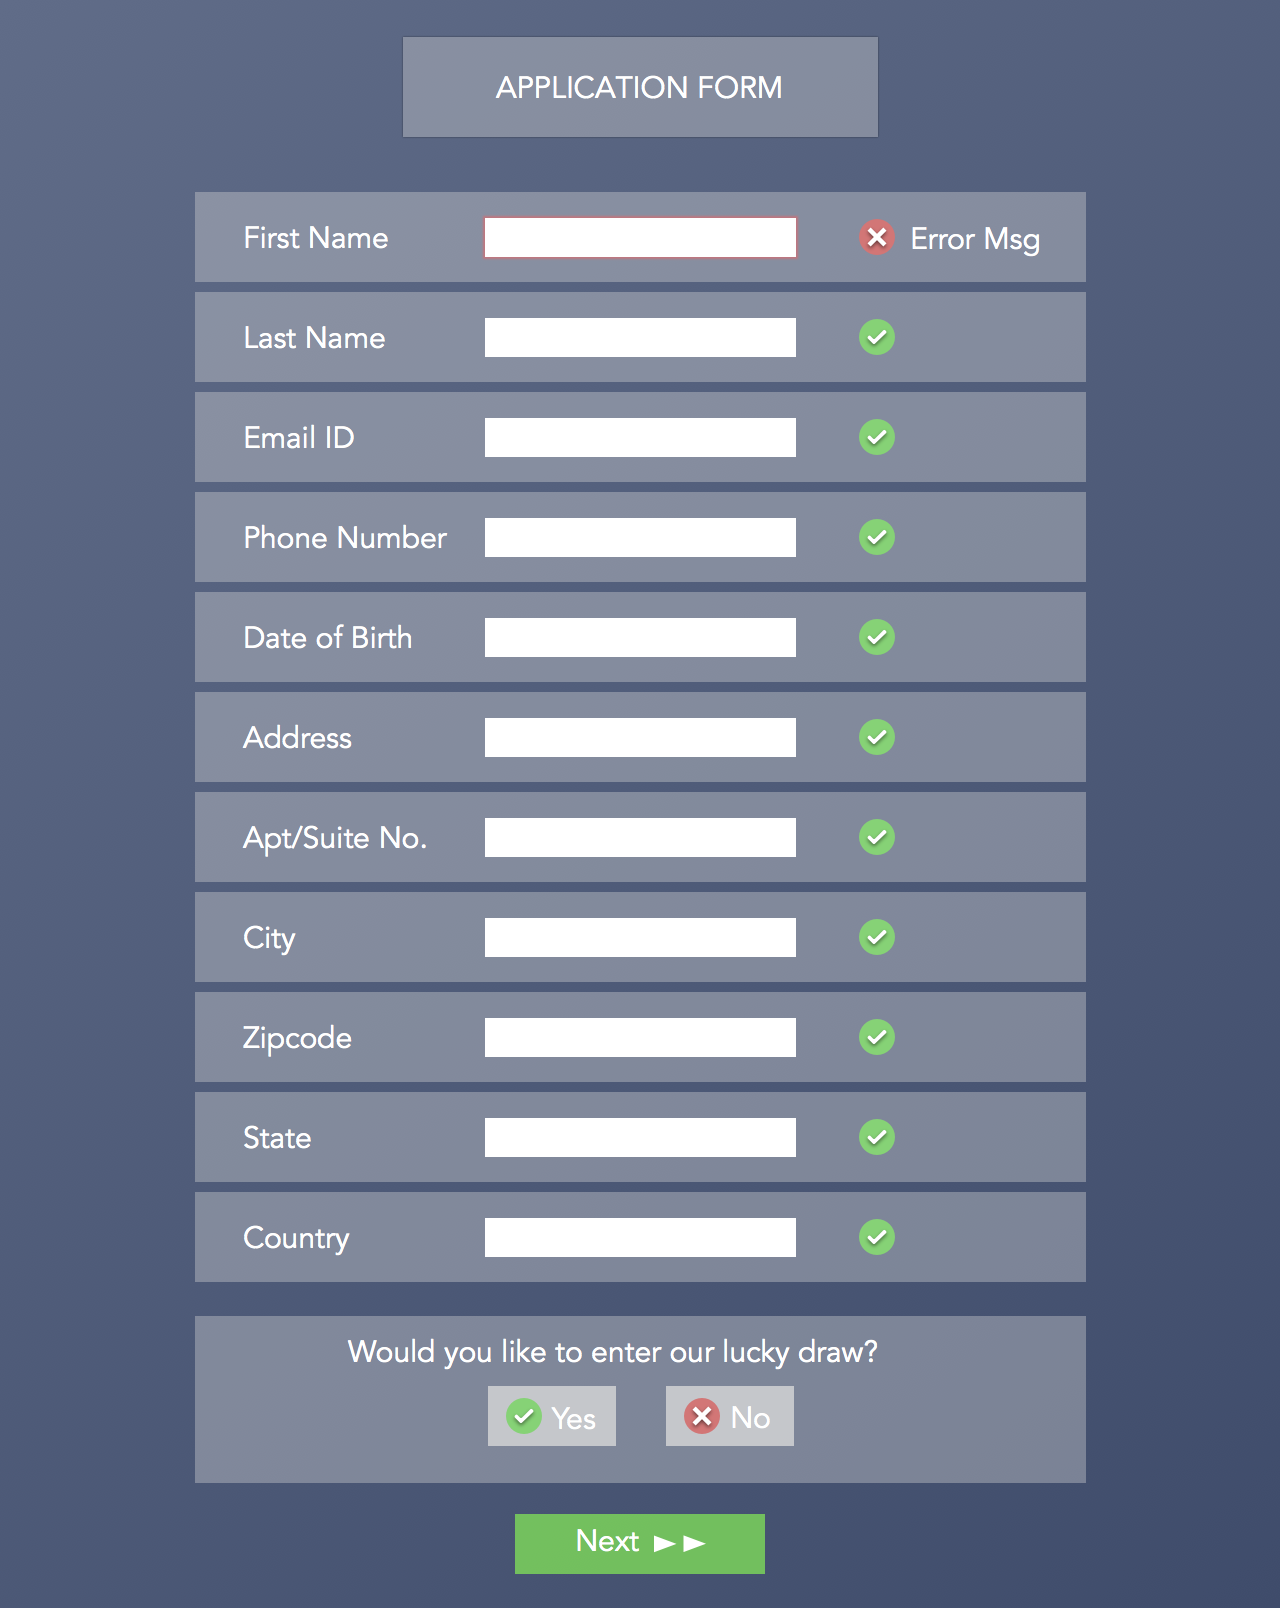 APPLICATION FORM
First Name Error Msg
Last Name
Email ID
Phone Number
Date of Birth
Address
Apt/Suite No.
City
Zipcode
State
Country
Would you like to enter our lucky draw?
Yes No
Next